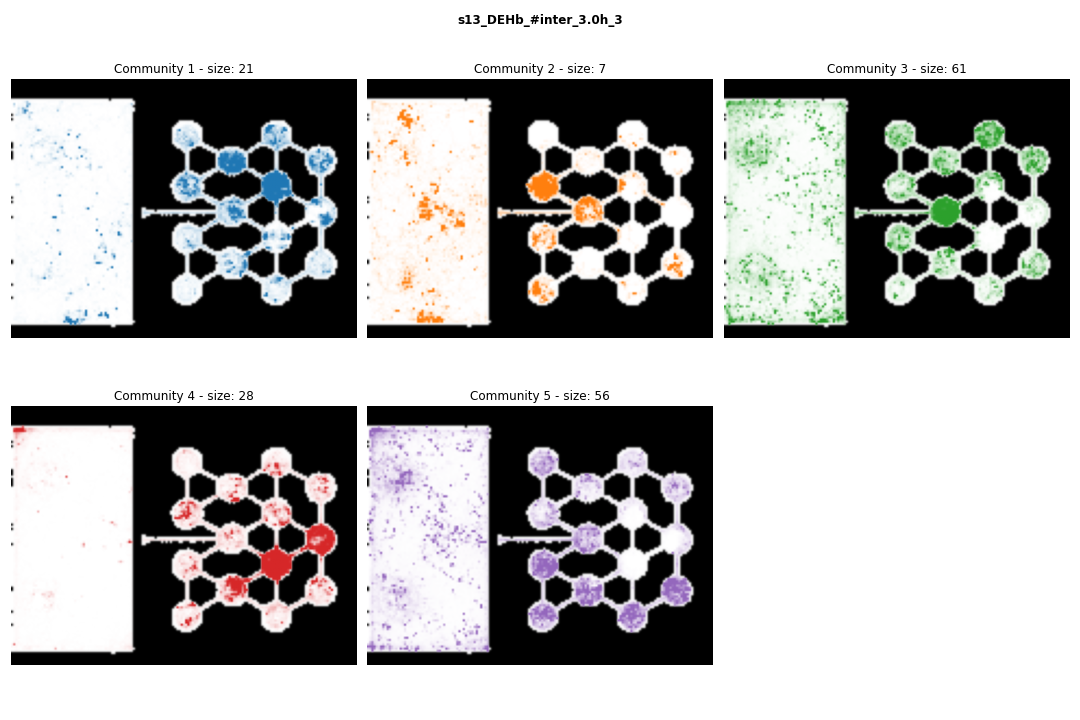 s13_DEHb_#inter_3.0h_3
Community 1 - size: 21
Community 2 - size: 7
Community 3 - size: 61
Community 4 - size: 28
Community 5 - size: 56